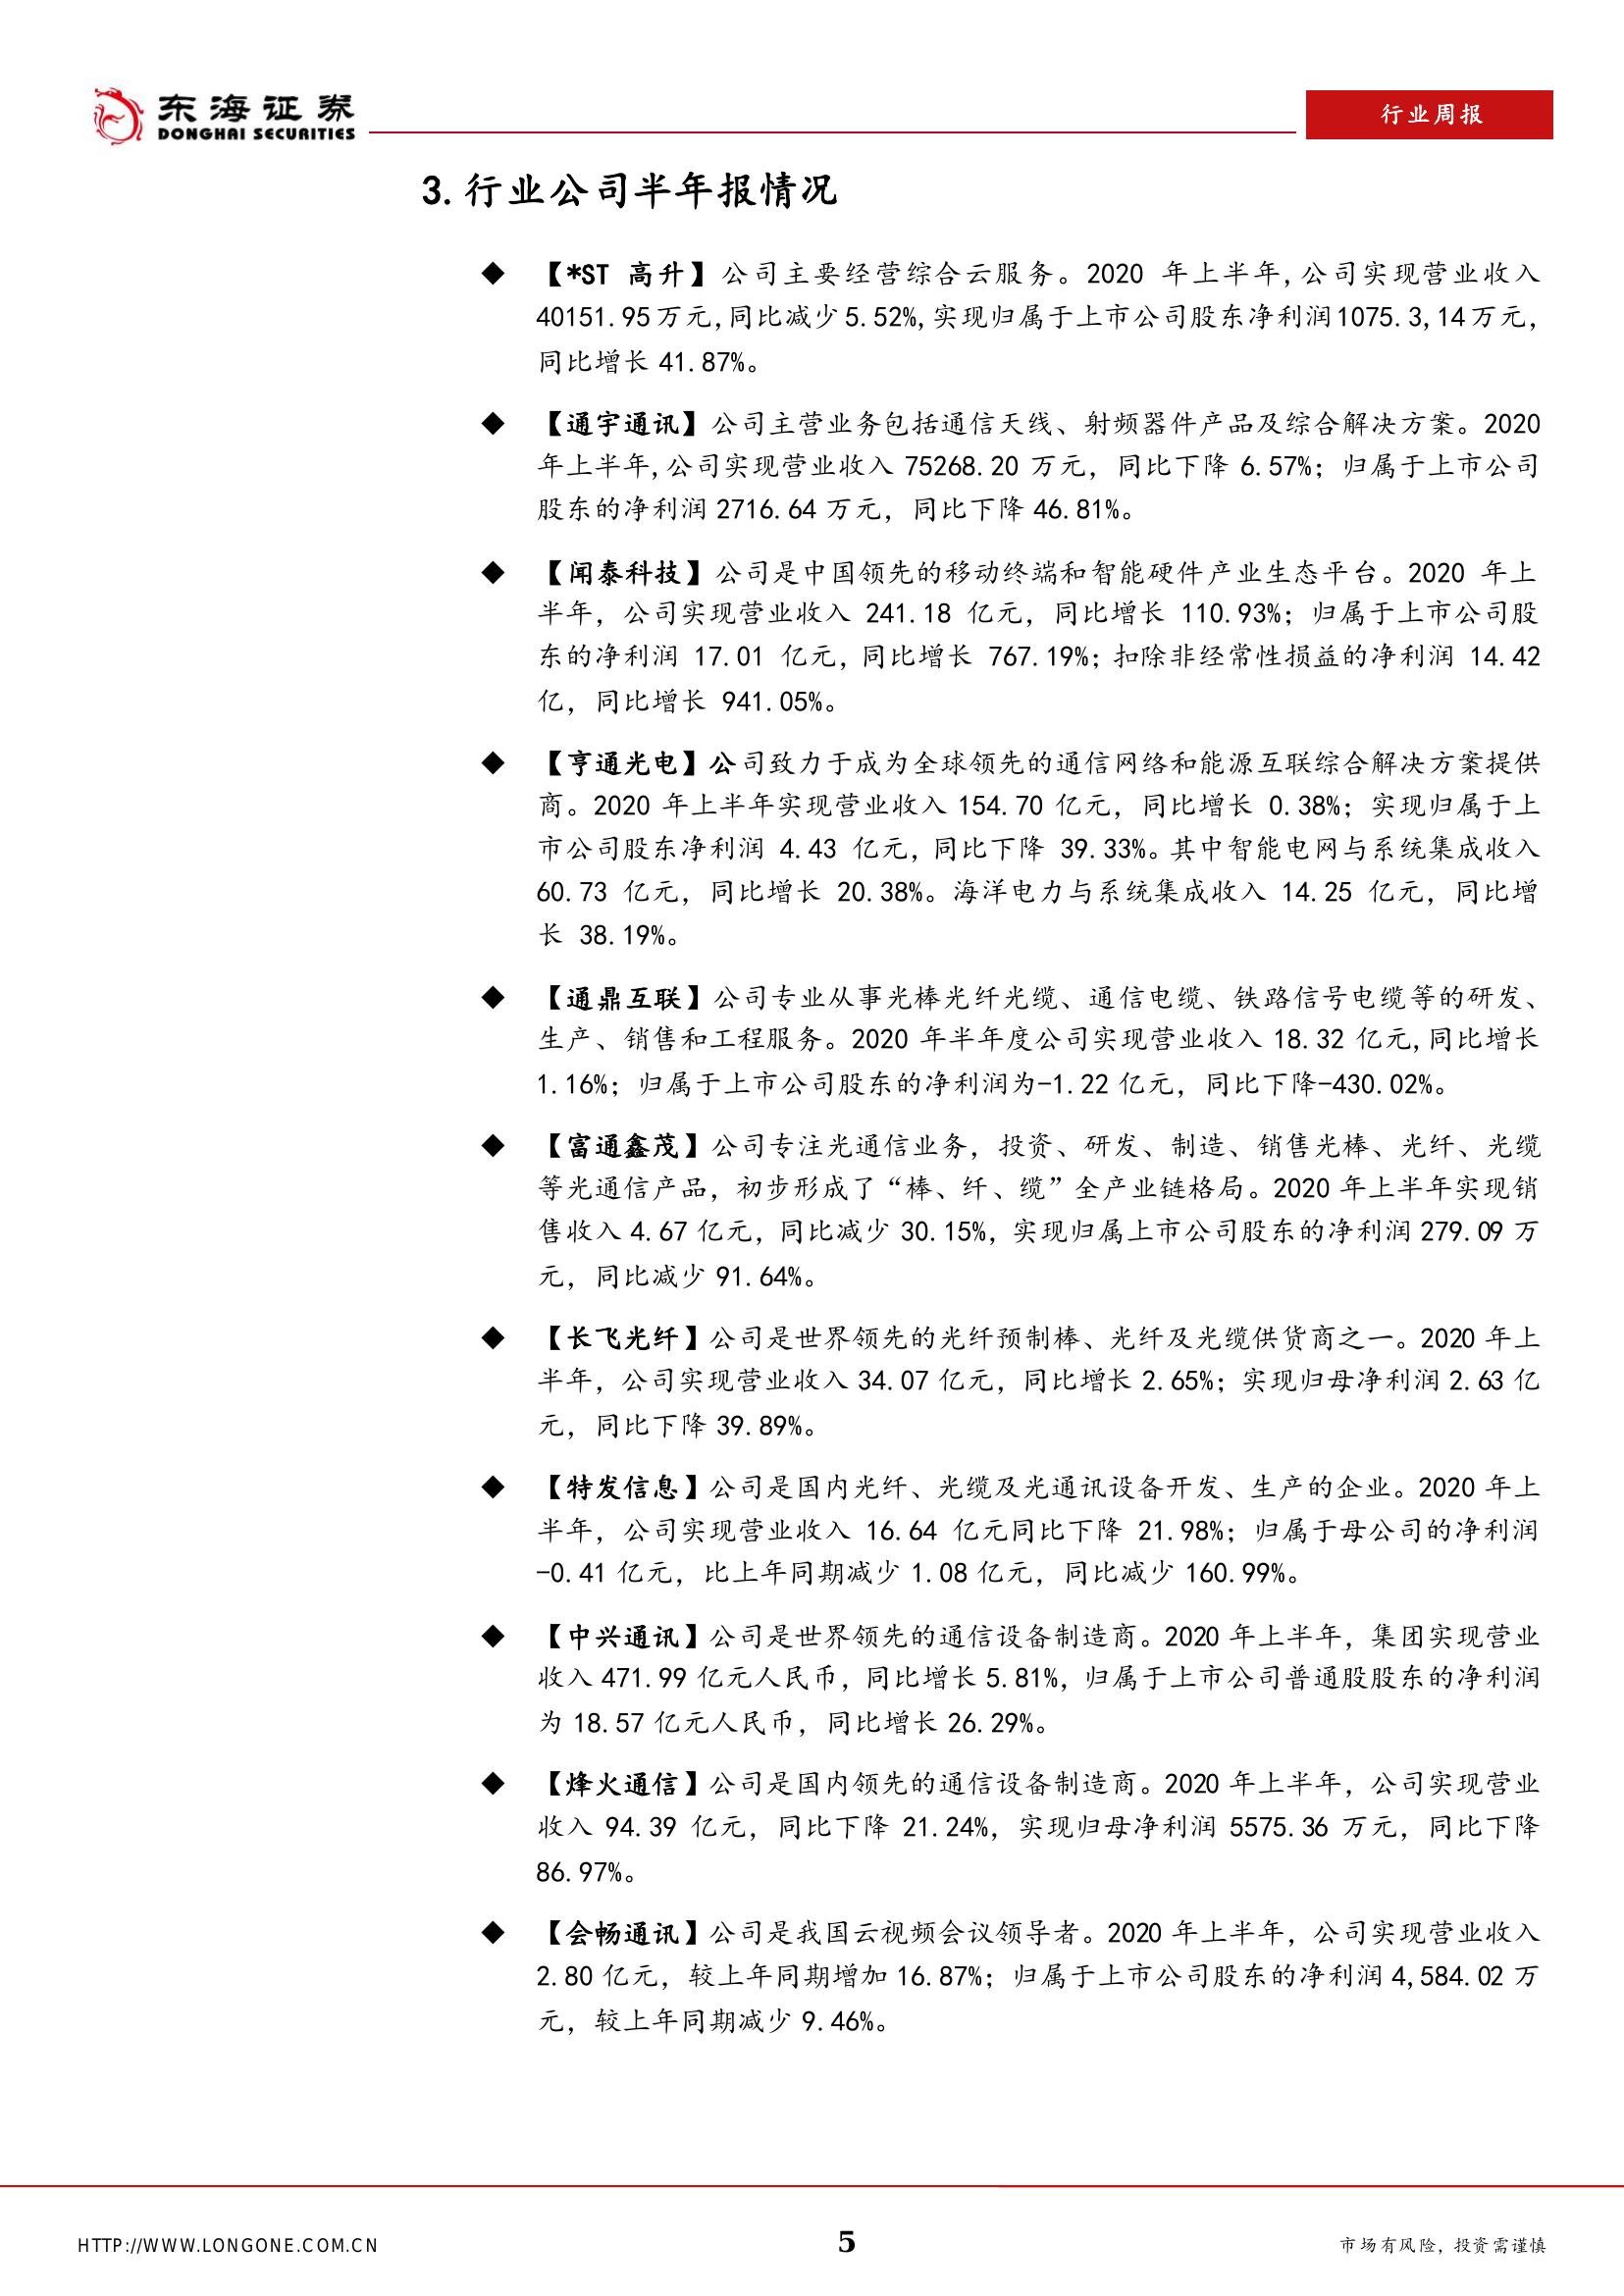 东海证券
DONGHAI SECURITIES
行业周报
3. 行业公司半年报情况
◆ 【*ST 高升】公司主要经营综合云服务。2020 年上半年,公司实现营业收入
40151.95万元,同比减少5.52%,实现归属于上市公司股东净利润1075.3,14万元，
同比增长 41.87%。
◆ 【通宇通讯】公司主营业务包括通信天线、射频器件产品及综合解决方案。2020
年上半年,公司实现营业收入 75268.20 万元，同比下降 6.57%；归属于上市公司
股东的净利润 2716.64 万元，同比下降 46.81%。
◆ 【闻泰科技】公司是中国领先的移动终端和智能硬件产业生态平台。2020 年上
半年，公司实现营业收入 241.18 亿元，同比增长 110.93%；归属于上市公司股
东的净利润 17.01 亿元，同比增长 767.19%；扣除非经常性损益的净利润 14.42
亿，同比增长 941.05%。
◆ 【亨通光电】公司致力于成为全球领先的通信网络和能源互联综合解决方案提供
商。2020 年上半年实现营业收入 154.70 亿元，同比增长 0.38%；实现归属于上
市公司股东净利润 4.43 亿元，同比下降 39.33%。其中智能电网与系统集成收入
60.73 亿元，同比增长 20.38%。海洋电力与系统集成收入 14.25 亿元，同比增
长 38.19%。
◆ 【通鼎互联】公司专业从事光棒光纤光缆、通信电缆、铁路信号电缆等的研发、
生产、销售和工程服务。2020 年半年度公司实现营业收入 18.32 亿元,同比增长
1.16%；归属于上市公司股东的净利润为-1.22 亿元，同比下降-430.02%。
◆ 【富通鑫茂】公司专注光通信业务，投资、研发、制造、销售光棒、光纤、光缆
等光通信产品，初步形成了“棒、纤、缆”全产业链格局。2020 年上半年实现销
售收入 4.67 亿元，同比减少 30.15%，实现归属上市公司股东的净利润 279.09 万
元，同比减少 91.64%。
◆ 【长飞光纤】公司是世界领先的光纤预制棒、光纤及光缆供货商之一。2020 年上
半年，公司实现营业收入 34.07 亿元，同比增长 2.65%；实现归母净利润 2.63 亿
元，同比下降 39.89%。
◆ 【特发信息】公司是国内光纤、光缆及光通讯设备开发、生产的企业。2020 年上
半年，公司实现营业收入 16.64 亿元同比下降 21.98%；归属于母公司的净利润
-0.41 亿元，比上年同期减少 1.08 亿元，同比减少 160.99%。
◆ 【中兴通讯】公司是世界领先的通信设备制造商。2020 年上半年，集团实现营业
收入 471.99 亿元人民币，同比增长 5.81%，归属于上市公司普通股股东的净利润
为 18.57 亿元人民币，同比增长 26.29%。
◆ 【烽火通信】公司是国内领先的通信设备制造商。2020 年上半年，公司实现营业
收入 94.39 亿元，同比下降 21.24%，实现归母净利润 5575.36 万元，同比下降
86.97%。
◆ 【会畅通讯】公司是我国云视频会议领导者。2020 年上半年，公司实现营业收入
2.80 亿元，较上年同期增加 16.87%；归属于上市公司股东的净利润 4,584.02 万
元，较上年同期减少 9.46%。
HTTP://WWW.LONGONE.COM.CN
5
市场有风险，投资需谨慎